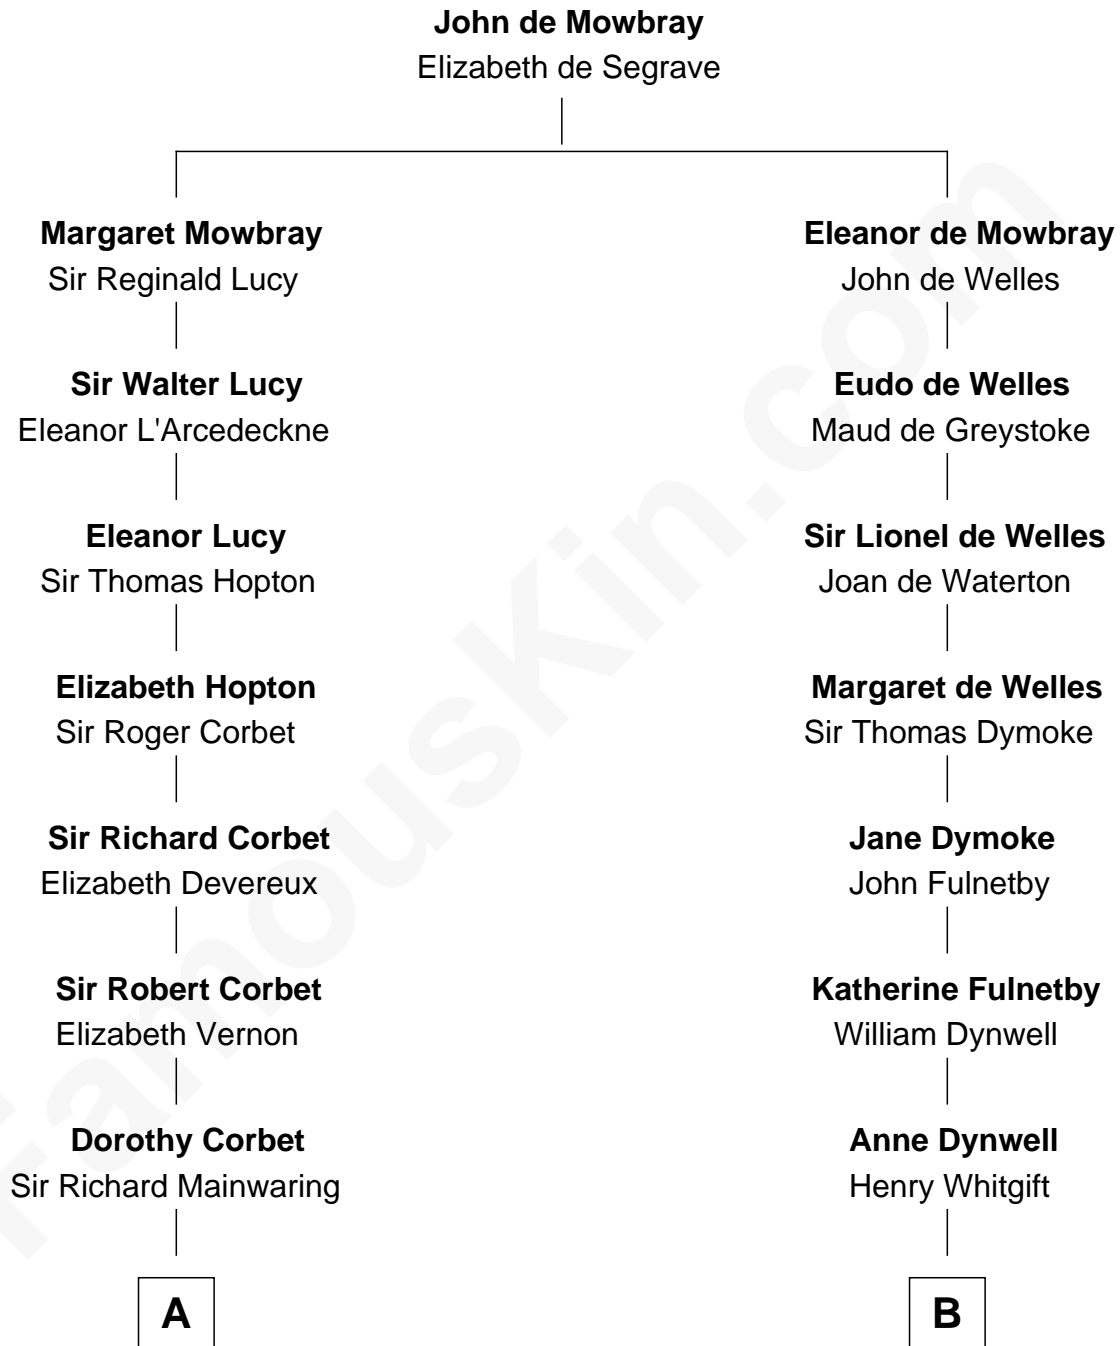 John de Mowbray
Elizabeth de Segrave
Margaret Mowbray
Sir Reginald Lucy
Eleanor de Mowbray
John de Welles
Sir Walter Lucy
Eleanor L'Arcedeckne
Eudo de Welles
Maud de Greystoke
Eleanor Lucy
Sir Thomas Hopton
Sir Lionel de Welles
Joan de Waterton
Elizabeth Hopton
Sir Roger Corbet
Margaret de Welles
Sir Thomas Dymoke
Sir Richard Corbet
Elizabeth Devereux
Jane Dymoke
John Fulnetby
Sir Robert Corbet
Elizabeth Vernon
Katherine Fulnetby
William Dynwell
Dorothy Corbet
Sir Richard Mainwaring
Anne Dynwell
Henry Whitgift
A
B
FamousKin.com